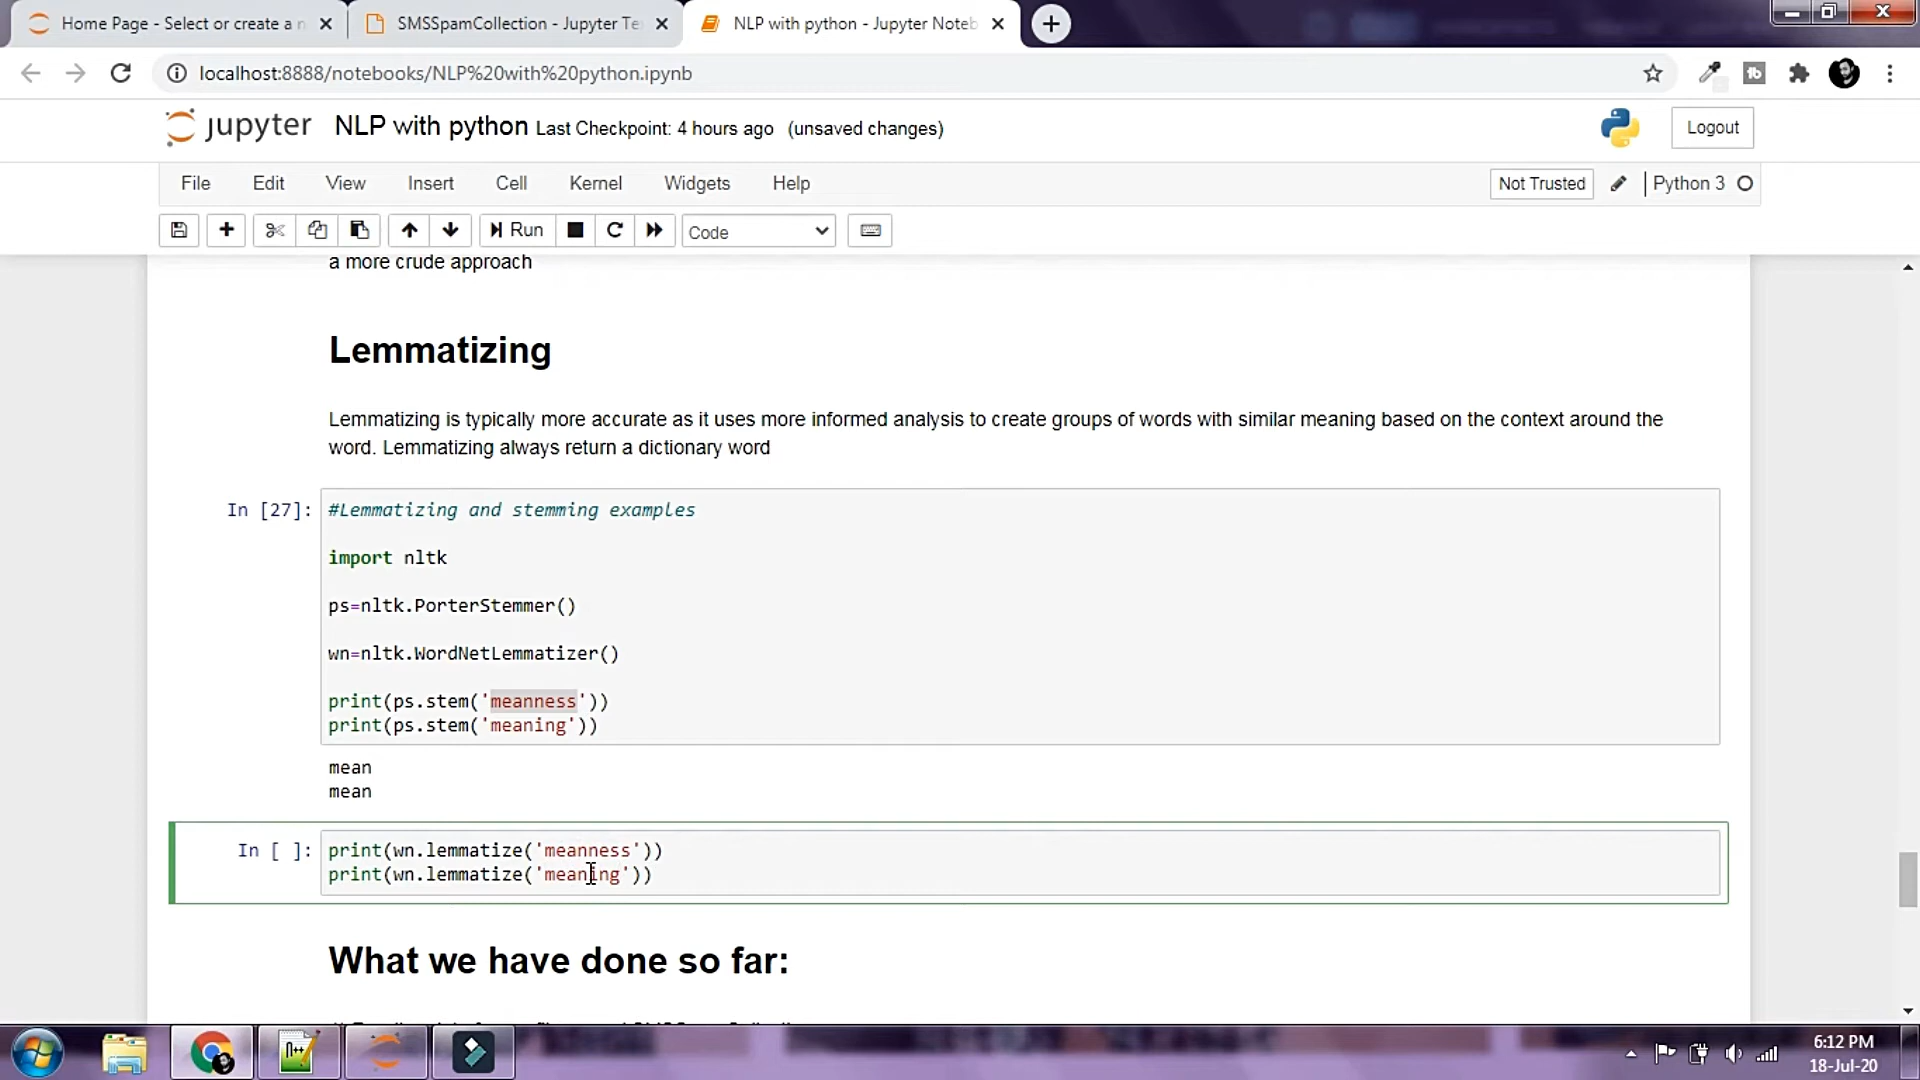 Home Page - Select or create a n
SMSSpamCollection - Jupyter Te
NLP with python - Jupyter Noteb
localhost:8888/notebooks/NLP%20with%20python.ipynb
jupyter NLP with python Last Checkpoint: 4 hours ago (unsaved changes)
Logout
File Edit View Insert Cell Kernel Widgets Help
Not Trusted Python 3
Run Code
a more crude approach
Lemmatizing
Lemmatizing is typically more accurate as it uses more informed analysis to create groups of words with similar meaning based on the context around the
word. Lemmatizing always return a dictionary word
In [27]: #Lemmatizing and stemming examples
import nltk
ps=nltk.PorterStemmer()
wn=nltk.WordNetLemmatizer()
print(ps.stem('meanness'))
print(ps.stem('meaning'))
mean
mean
In [ ]: print(wn.lemmatize('meanness'))
print(wn.lemmatize('meaning'))
What we have done so far:
6:12 PM
18-Jul-20